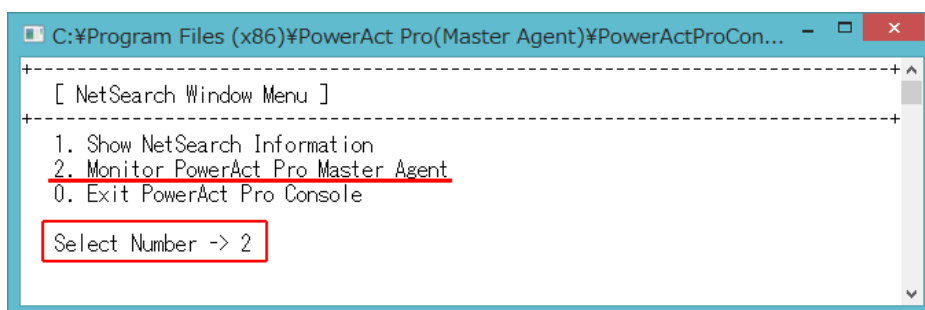 C:¥Program Files (x86)¥PowerAct Pro(Master Agent)¥PowerActProCon...
+----------------------------------------------------------------------+
[ NetSearch Window Menu ]
+----------------------------------------------------------------------+
1. Show NetSearch Information
2. Monitor PowerAct Pro Master Agent
0. Exit PowerAct Pro Console
Select Number -> 2